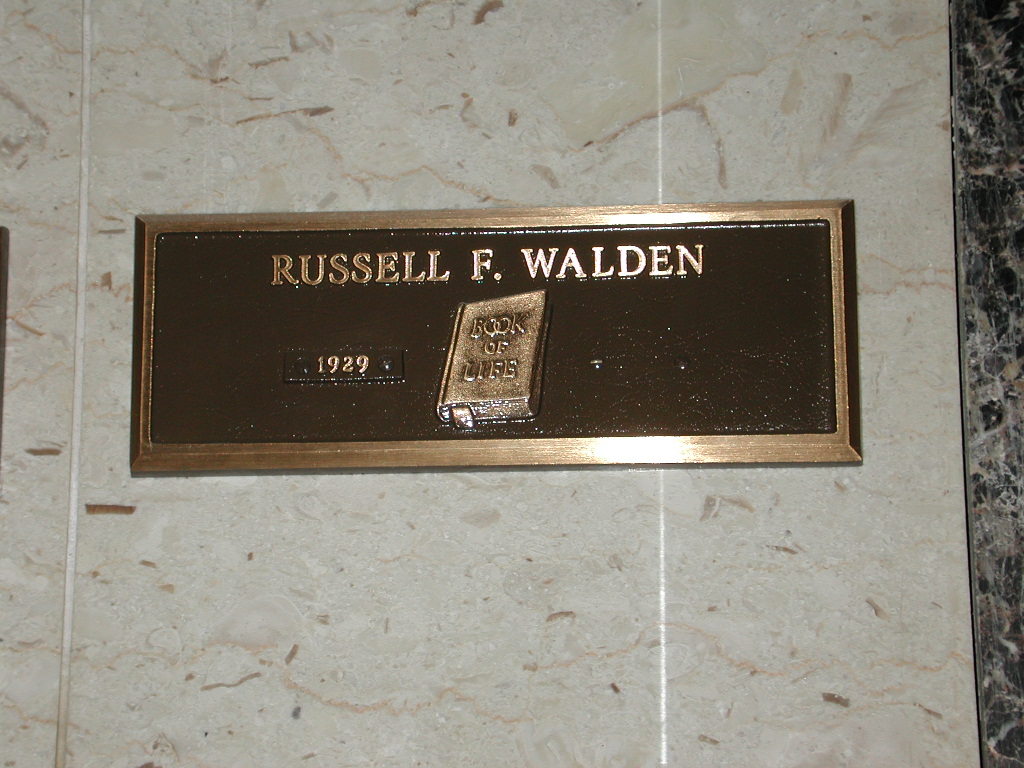 RUSSELL F. WALDEN
1929
BOOK
OF
LIFE